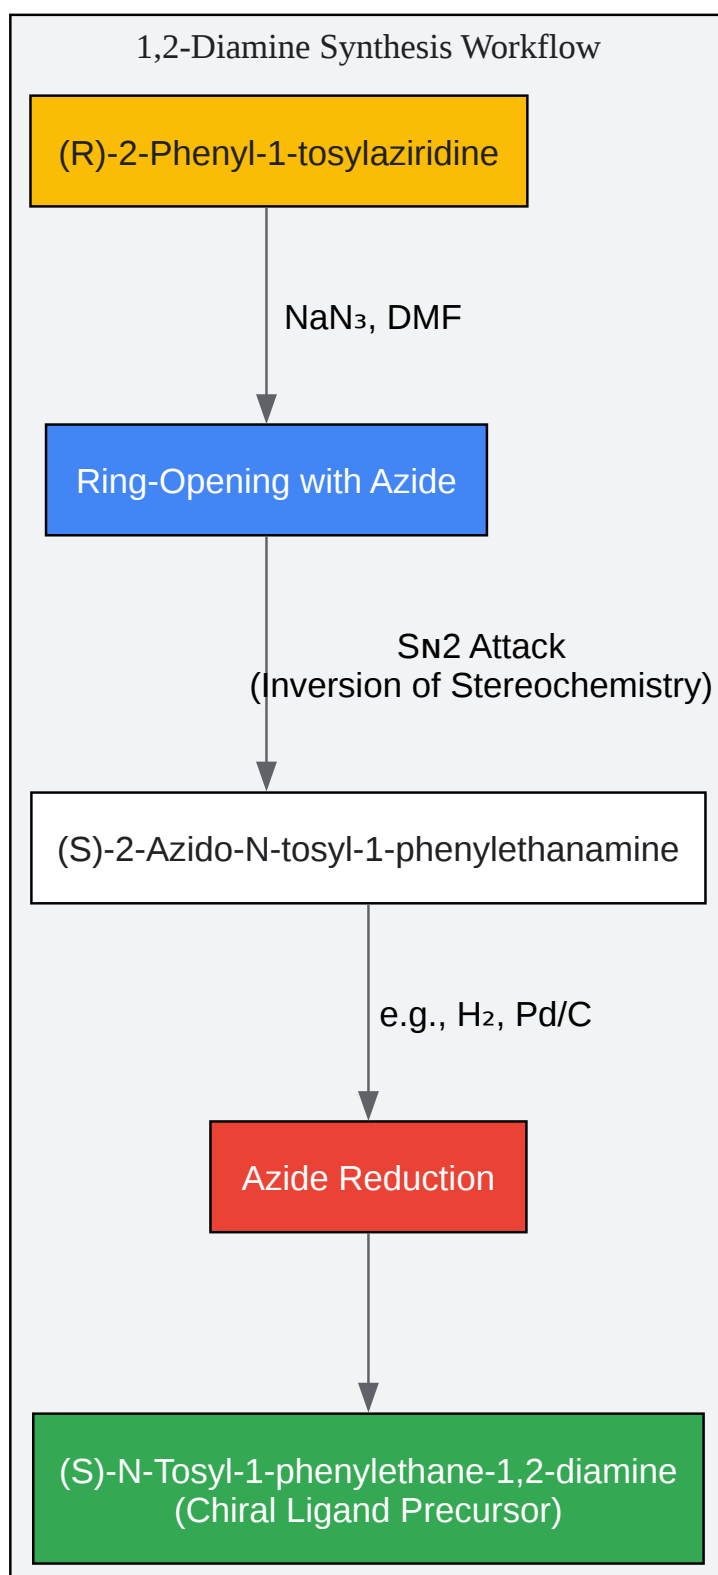 1,2-Diamine Synthesis Workflow
(R)-2-Phenyl-1-tosylaziridine
NaN₃, DMF
Ring-Opening with Azide
Sɴ2 Attack
(Inversion of Stereochemistry)
(S)-2-Azido-N-tosyl-1-phenylethanamine
e.g., H₂, Pd/C
Azide Reduction
(S)-N-Tosyl-1-phenylethane-1,2-diamine
(Chiral Ligand Precursor)